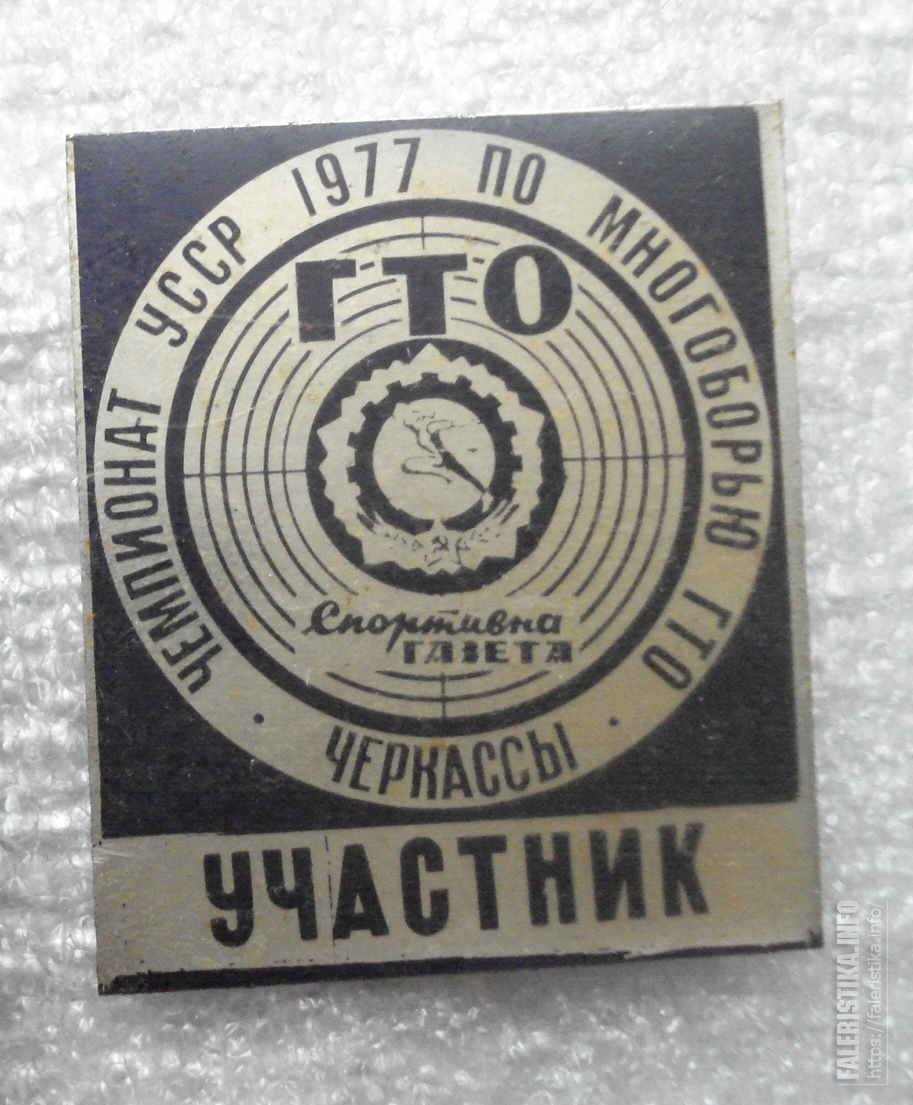 ЧЕМПИОНАТ УССР 1977 ПО МНОГОБОРЬЮ ГТО
ГТО
Спортивна
ГАЗЕТА
· ЧЕРКАССЫ ·
УЧАСТНИК
FALERISTIKA.INFO
https://faleristika.info/